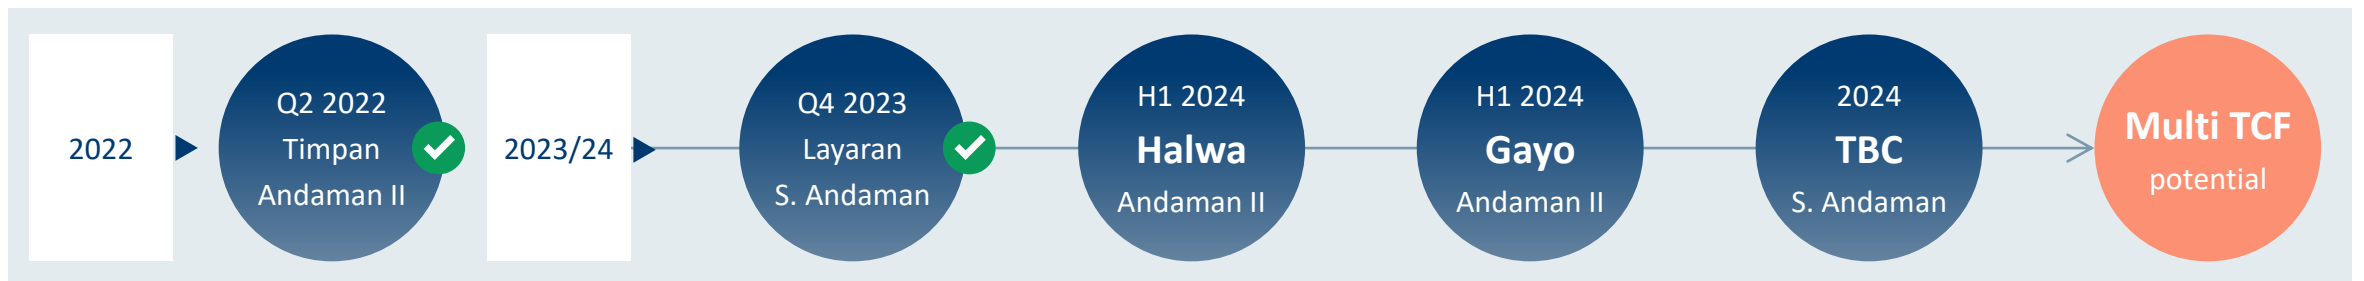 2022
Q2 2022
Timpan
Andaman II
2023/24
Q4 2023
Layaran
S. Andaman
H1 2024
Halwa
Andaman II
H1 2024
Gayo
Andaman II
2024
TBC
S. Andaman
Multi TCF
potential